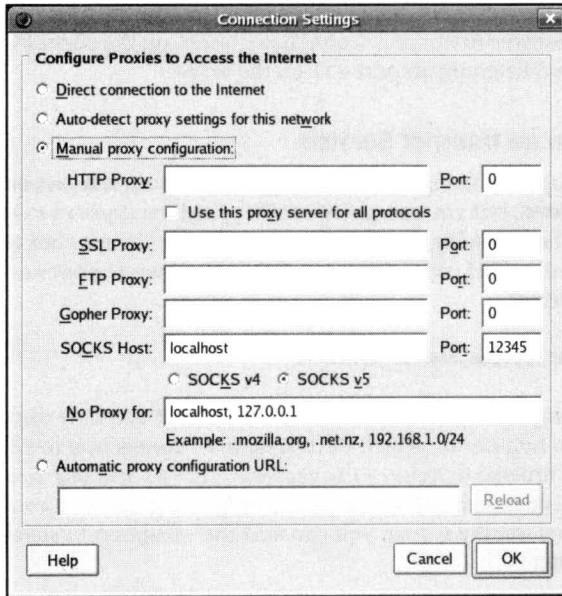 Connection Settings
Configure Proxies to Access the Internet
Direct connection to the Internet
Auto-detect proxy settings for this network
Manual proxy configuration:
HTTP Proxy: Port: 0
Use this proxy server for all protocols
SSL Proxy: Port: 0
FTP Proxy: Port: 0
Gopher Proxy: Port: 0
SOCKS Host: localhost Port: 12345
SOCKS v4 SOCKS v5
No Proxy for: localhost, 127.0.0.1
Example: .mozilla.org, .net.nz, 192.168.1.0/24
Automatic proxy configuration URL:
Reload
Help Cancel OK